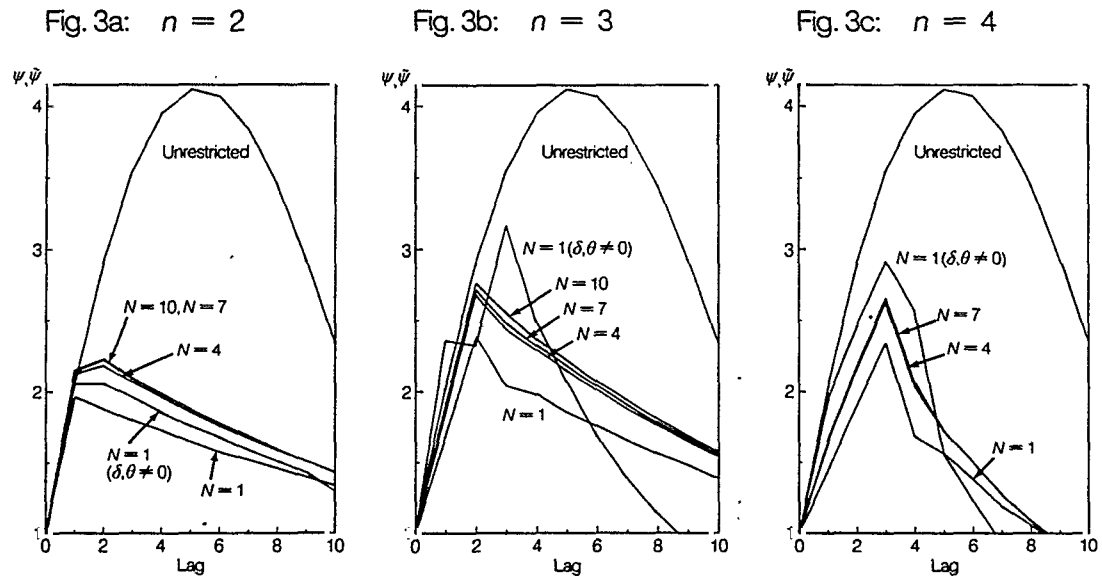 Fig. 3a: n = 2
ψ, ψ̃
4
3
2
1
Unrestricted
N = 10, N = 7
N = 4
N = 1
(δ,θ ≠ 0)
N = 1
0 2 4 6 8 10
Lag
Fig. 3b: n = 3
ψ, ψ̃
4
3
2
1
Unrestricted
N = 1(δ,θ ≠ 0)
N = 10
N = 7
N = 4
N = 1
0 2 4 6 8 10
Lag
Fig. 3c: n = 4
ψ, ψ̃
4
3
2
1
Unrestricted
N = 1(δ,θ ≠ 0)
N = 7
N = 4
N = 1
0 2 4 6 8 10
Lag